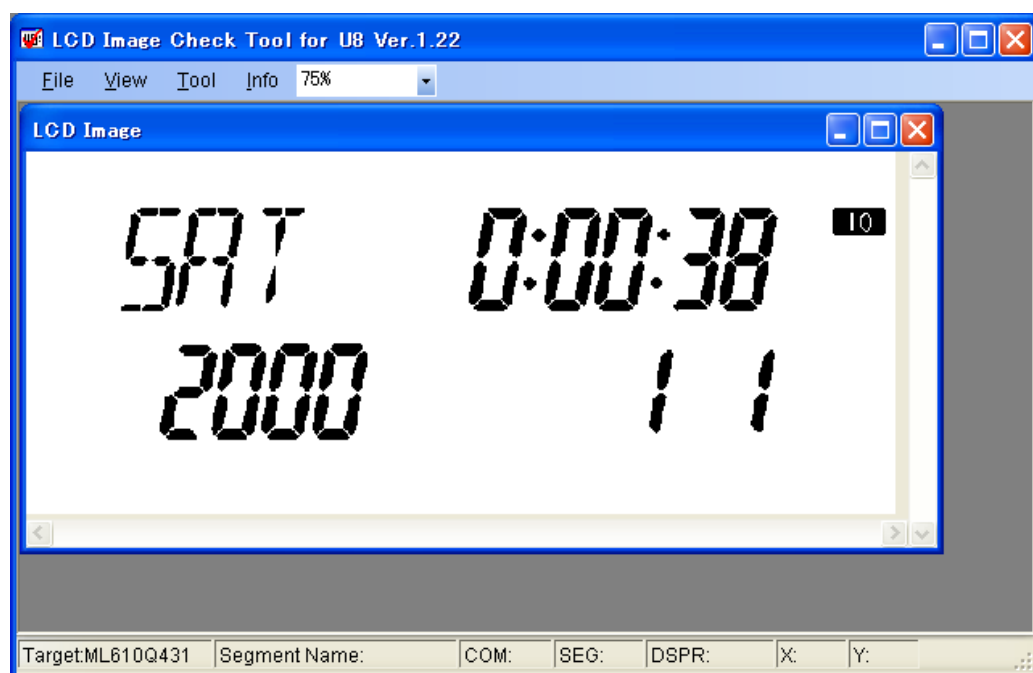 LCD Image Check Tool for U8 Ver.1.22
File View Tool Info 75%
LCD Image
SAT 0:00:38 10
2000 1 1
Target:ML610Q431 Segment Name: COM: SEG: DSPR: X: Y: